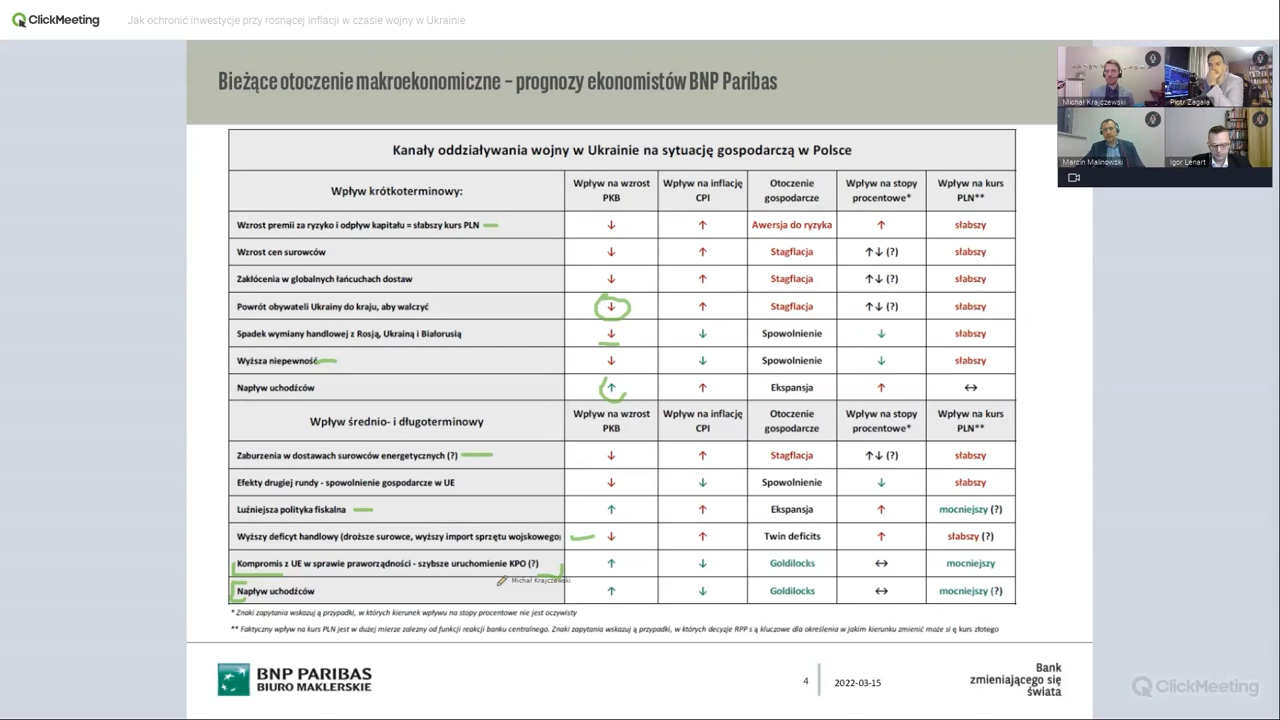 ClickMeeting Jak ochronić inwestycje przy rosnącej inflacji w czasie wojny w Ukrainie
Bieżące otoczenie makroekonomiczne – prognozy ekonomistów BNP Paribas
Michał Krajczewski Piotr Zagała
Marcin Malinowski Igor Lenart
Kanały oddziaływania wojny w Ukrainie na sytuację gospodarczą w Polsce
Wpływ krótkoterminowy: Wpływ na wzrost PKB Wpływ na inflację CPI Otoczenie gospodarcze Wpływ na stopy procentowe* Wpływ na kurs PLN**
Wzrost premii za ryzyko i odpływ kapitału = słabszy kurs PLN ↓ ↑ Awersja do ryzyka ↑ słabszy
Wzrost cen surowców ↓ ↑ Stagflacja ↑↓ (?) słabszy
Zakłócenia w globalnych łańcuchach dostaw ↓ ↑ Stagflacja ↑↓ (?) słabszy
Powrót obywateli Ukrainy do kraju, aby walczyć ↓ ↑ Stagflacja ↑↓ (?) słabszy
Spadek wymiany handlowej z Rosją, Ukrainą i Białorusią ↓ ↓ Spowolnienie ↓ słabszy
Wyższa niepewność ↓ ↓ Spowolnienie ↓ słabszy
Napływ uchodźców ↑ ↑ Ekspansja ↑ ↔
Wpływ średnio- i długoterminowy Wpływ na wzrost PKB Wpływ na inflację CPI Otoczenie gospodarcze Wpływ na stopy procentowe* Wpływ na kurs PLN**
Zaburzenia w dostawach surowców energetycznych (?) ↓ ↑ Stagflacja ↑↓ (?) słabszy
Efekty drugiej rundy - spowolnienie gospodarcze w UE ↓ ↓ Spowolnienie ↓ słabszy
Luźniejsza polityka fiskalna ↑ ↑ Ekspansja ↑ mocniejszy (?)
Wyższy deficyt handlowy (droższe surowce, wyższy import sprzętu wojskowego) ↓ ↑ Twin deficits ↑ słabszy (?)
Kompromis z UE w sprawie praworządności - szybsze uruchomienie KPO (?) ↑ ↓ Goldilocks ↔ mocniejszy
Michał Krajczewski
Napływ uchodźców ↑ ↓ Goldilocks ↔ mocniejszy (?)
* Znaki zapytania wskazują przypadki, w których kierunek wpływu na stopy procentowe nie jest oczywisty
** Faktyczny wpływ na kurs PLN jest w dużej mierze zależny od funkcji reakcji banku centralnego. Znaki zapytania wskazują przypadki, w których decyzje RPP są kluczowe dla określenia w jakim kierunku zmienić może się kurs złotego
BNP PARIBAS
BIURO MAKLERSKIE
4
2022-03-15
Bank
zmieniającego się
świata
ClickMeeting